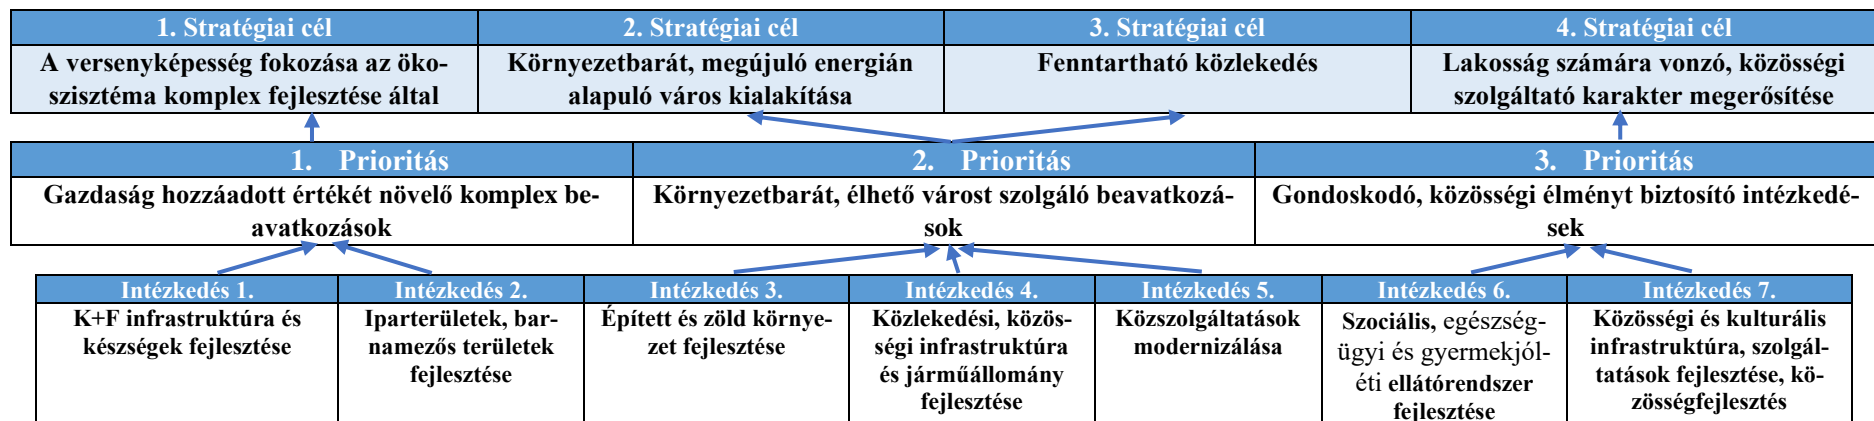 1. Stratégiai cél
2. Stratégiai cél
3. Stratégiai cél
4. Stratégiai cél
A versenyképesség fokozása az öko-
szisztéma komplex fejlesztése által
Környezetbarát, megújuló energián
alapuló város kialakítása
Fenntartható közlekedés
Lakosság számára vonzó, közösségi
szolgáltató karakter megerősítése
1. Prioritás
2. Prioritás
3. Prioritás
Gazdaság hozzáadott értékét növelő komplex be-
avatkozások
Környezetbarát, élhető várost szolgáló beavatkozá-
sok
Gondoskodó, közösségi élményt biztosító intézkedé-
sek
Intézkedés 1.
Intézkedés 2.
Intézkedés 3.
Intézkedés 4.
Intézkedés 5.
Intézkedés 6.
Intézkedés 7.
K+F infrastruktúra és
készségek fejlesztése
Iparterületek, bar-
namezős területek
fejlesztése
Épített és zöld környe-
zet fejlesztése
Közlekedési, közös-
ségi infrastruktúra
és járműállomány
fejlesztése
Közszolgáltatások
modernizálása
Szociális, egészség-
ügyi és gyermekjól-
éti ellátórendszer
fejlesztése
Közösségi és kulturális
infrastruktúra, szolgál-
tatások fejlesztése, kö-
zösségfejlesztés